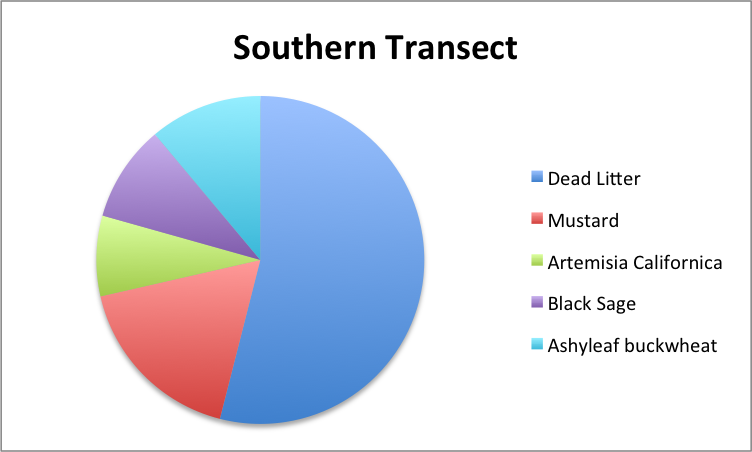 Southern Transect
Dead Litter
Mustard
Artemisia Californica
Black Sage
Ashyleaf buckwheat